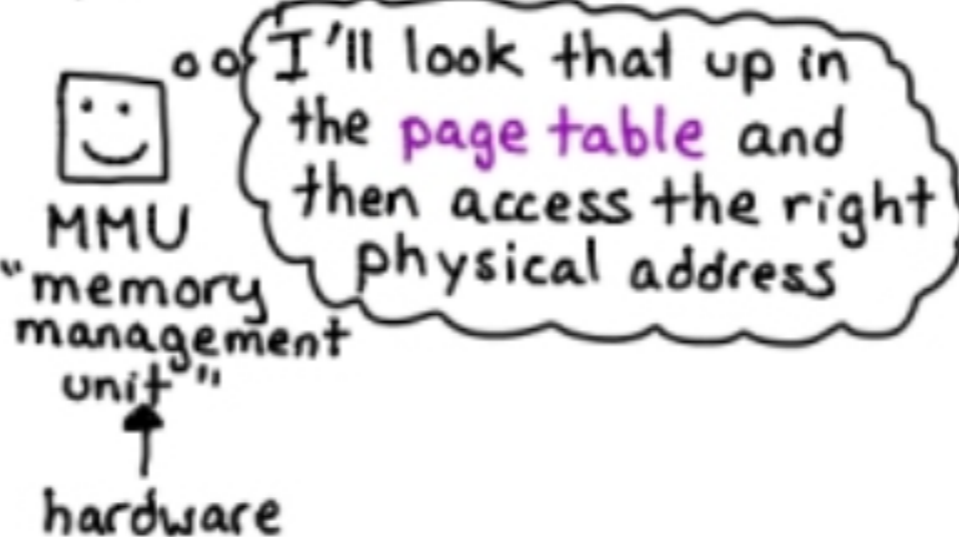 I'll look that up in
the page table and
then access the right
physical address
MMU
"memory
management
unit"
hardware